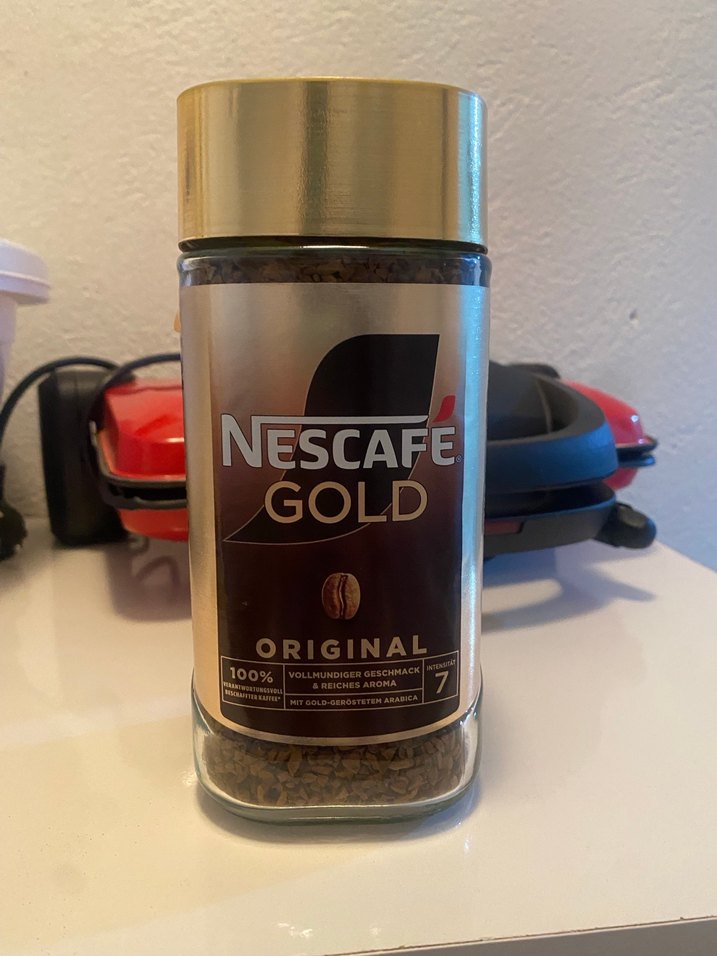 NESCAFÉ
GOLD
ORIGINAL
100%
VERANTWORTUNGSVOLL
BESCHAFFTER KAFFEE*
VOLLMUNDIGER GESCHMACK
& REICHES AROMA
MIT GOLD-GERÖSTETEM ARABICA
INTENSITÄT
7